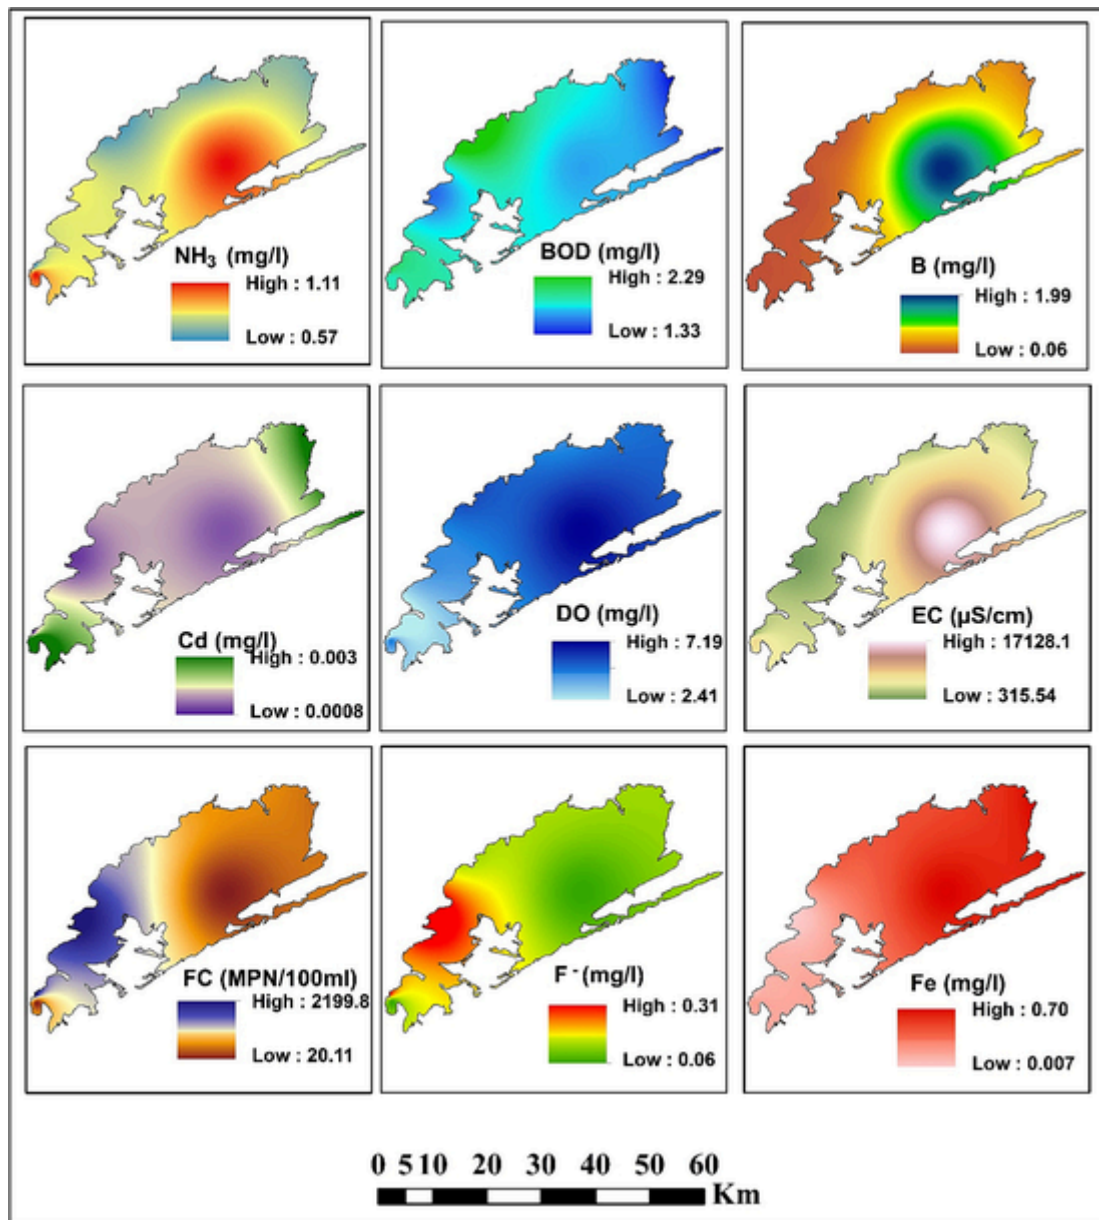 NH₃ (mg/l)
High : 1.11
Low : 0.57
BOD (mg/l)
High : 2.29
Low : 1.33
B (mg/l)
High : 1.99
Low : 0.06
Cd (mg/l)
High : 0.003
Low : 0.0008
DO (mg/l)
High : 7.19
Low : 2.41
EC (µS/cm)
High : 17128.1
Low : 315.54
FC (MPN/100ml)
High : 2199.8
Low : 20.11
F⁻(mg/l)
High : 0.31
Low : 0.06
Fe (mg/l)
High : 0.70
Low : 0.007
0 5 10 20 30 40 50 60
Km